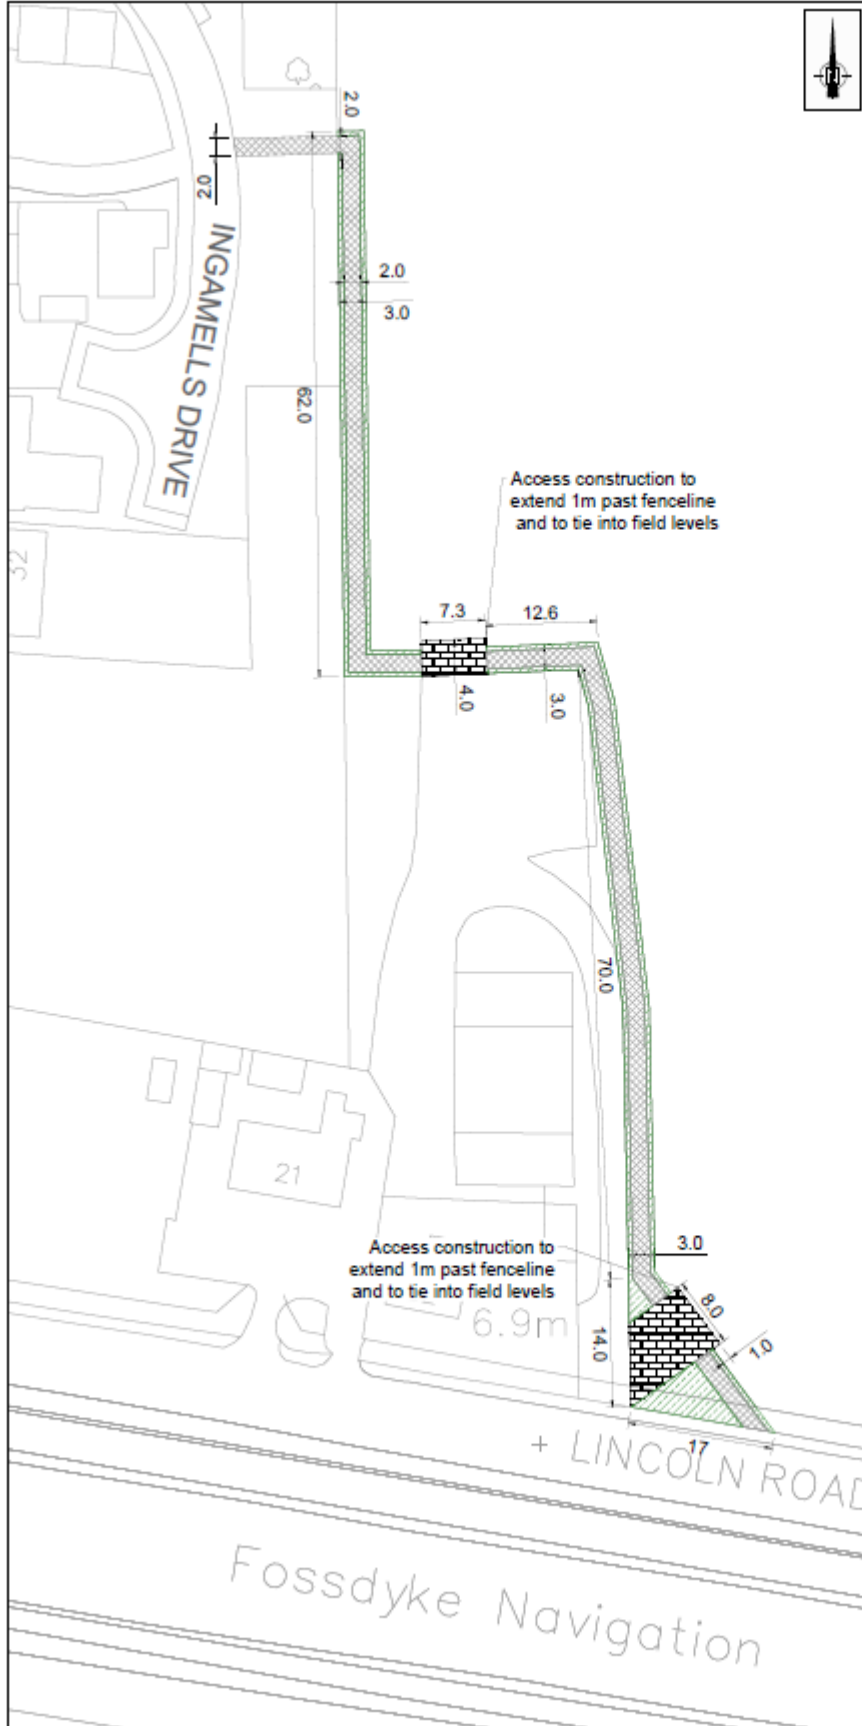 N
2.0
2.0
INGAMELLS DRIVE
2.0
3.0
62.0
Access construction to
extend 1m past fenceline
and to tie into field levels
32
7.3
12.6
4.0
3.0
70.0
21
Access construction to
extend 1m past fenceline
and to tie into field levels
3.0
8.0
6.9m
14.0
1.0
17
+ LINCOLN ROAD
Fossdyke Navigation